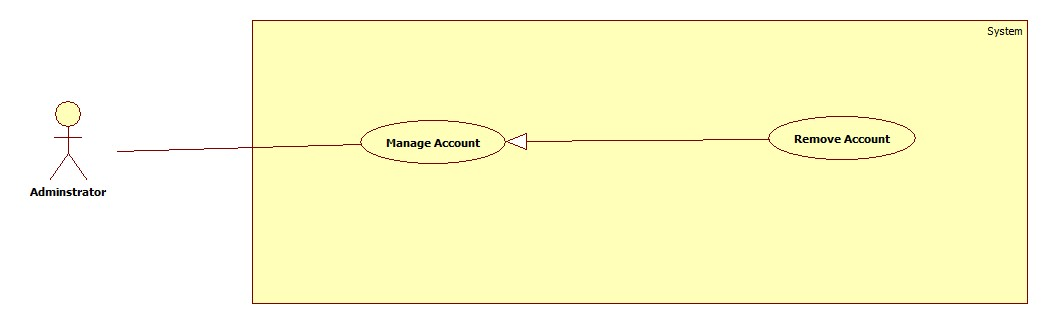 System
Manage Account
Remove Account
Adminstrator